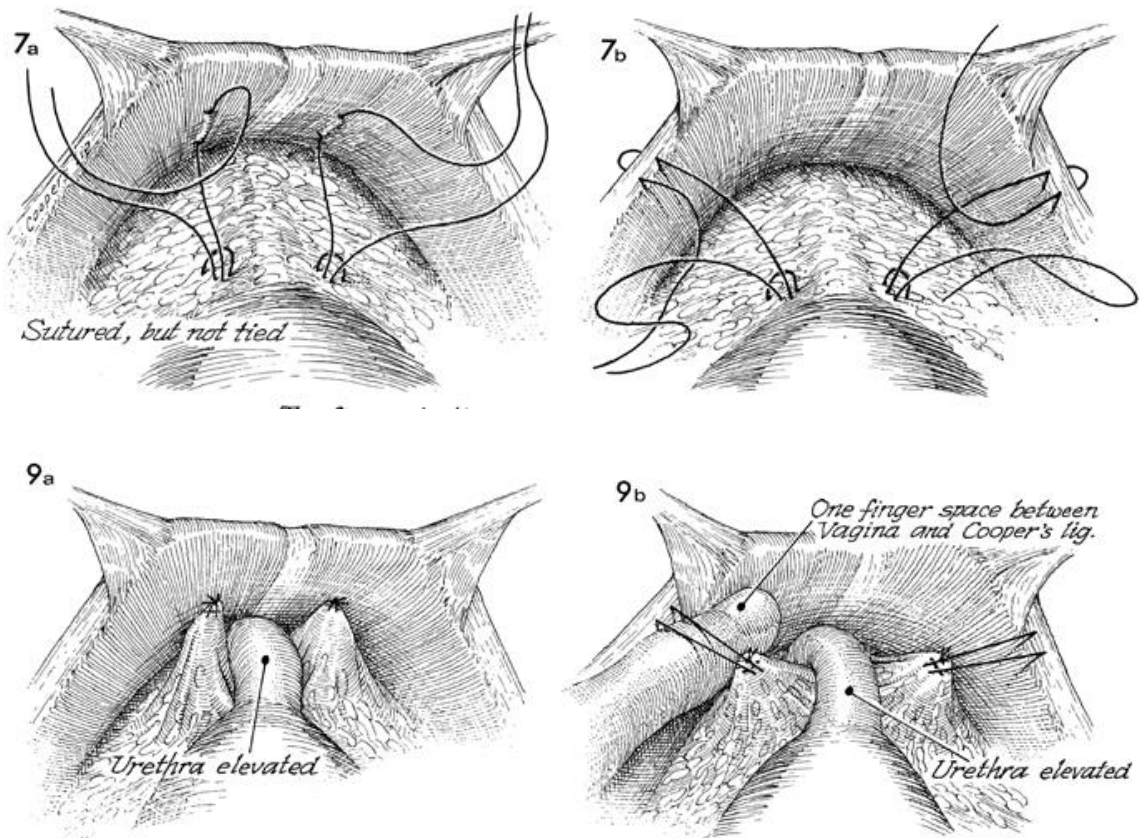 7a
7b
Cooper's
Sutured, but not tied
9a
9b
One finger space between
Vagina and Cooper's lig.
Urethra elevated
Urethra elevated